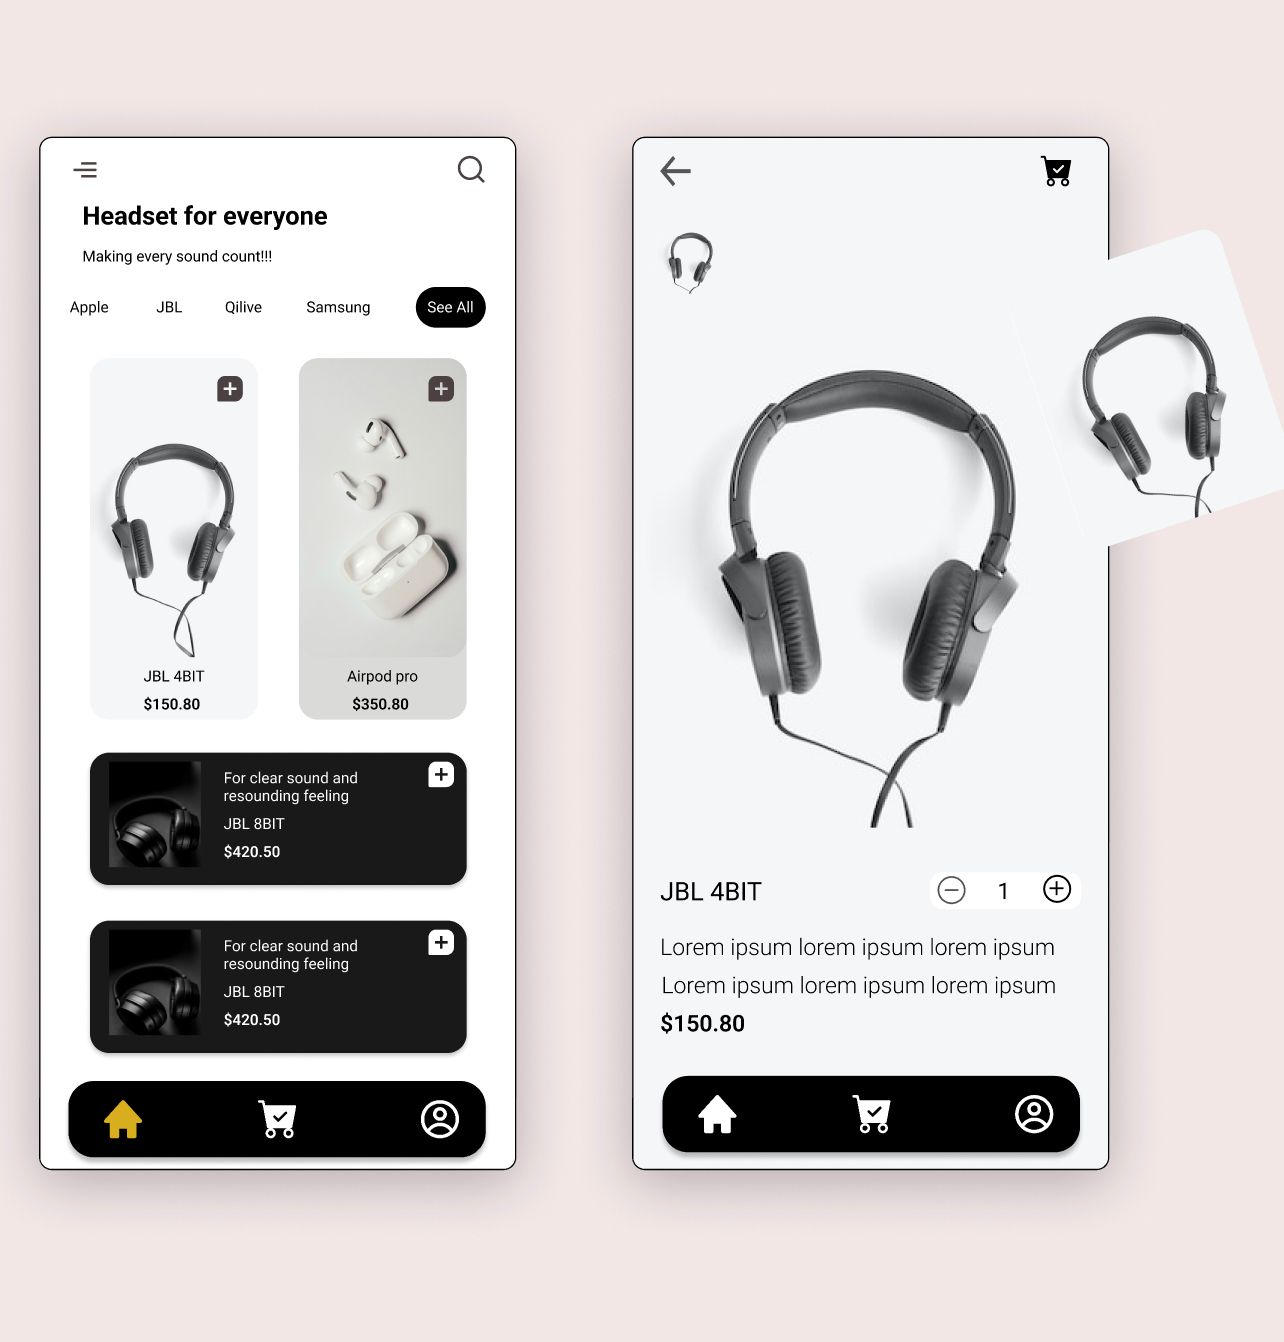 Headset for everyone
Making every sound count!!!
Apple JBL Qilive Samsung See All
JBL 4BIT
$150.80
Airpod pro
$350.80
For clear sound and
resounding feeling
JBL 8BIT
$420.50
For clear sound and
resounding feeling
JBL 8BIT
$420.50
JBL 4BIT
1
Lorem ipsum lorem ipsum lorem ipsum
Lorem ipsum lorem ipsum lorem ipsum
$150.80